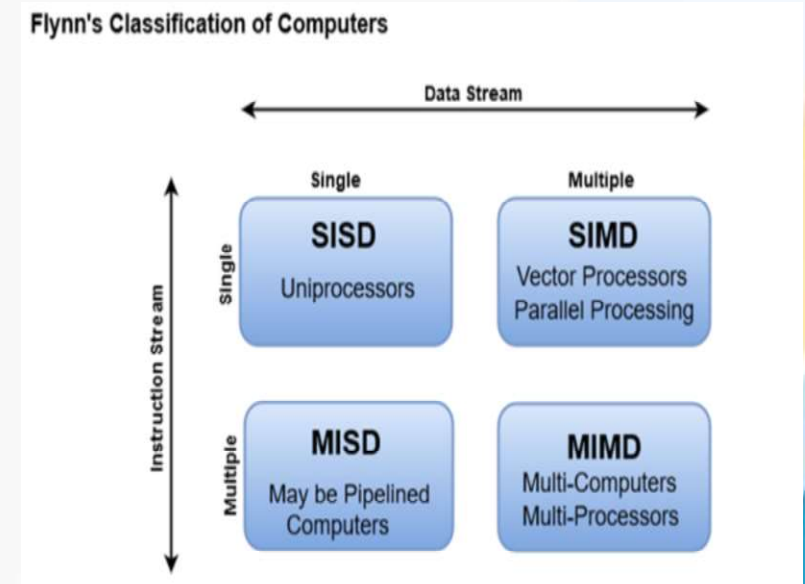 Flynn's Classification of Computers
Data Stream
Single
Multiple
Instruction Stream
Single
SISD
Uniprocessors
SIMD
Vector Processors
Parallel Processing
Multiple
MISD
May be Pipelined
Computers
MIMD
Multi-Computers
Multi-Processors